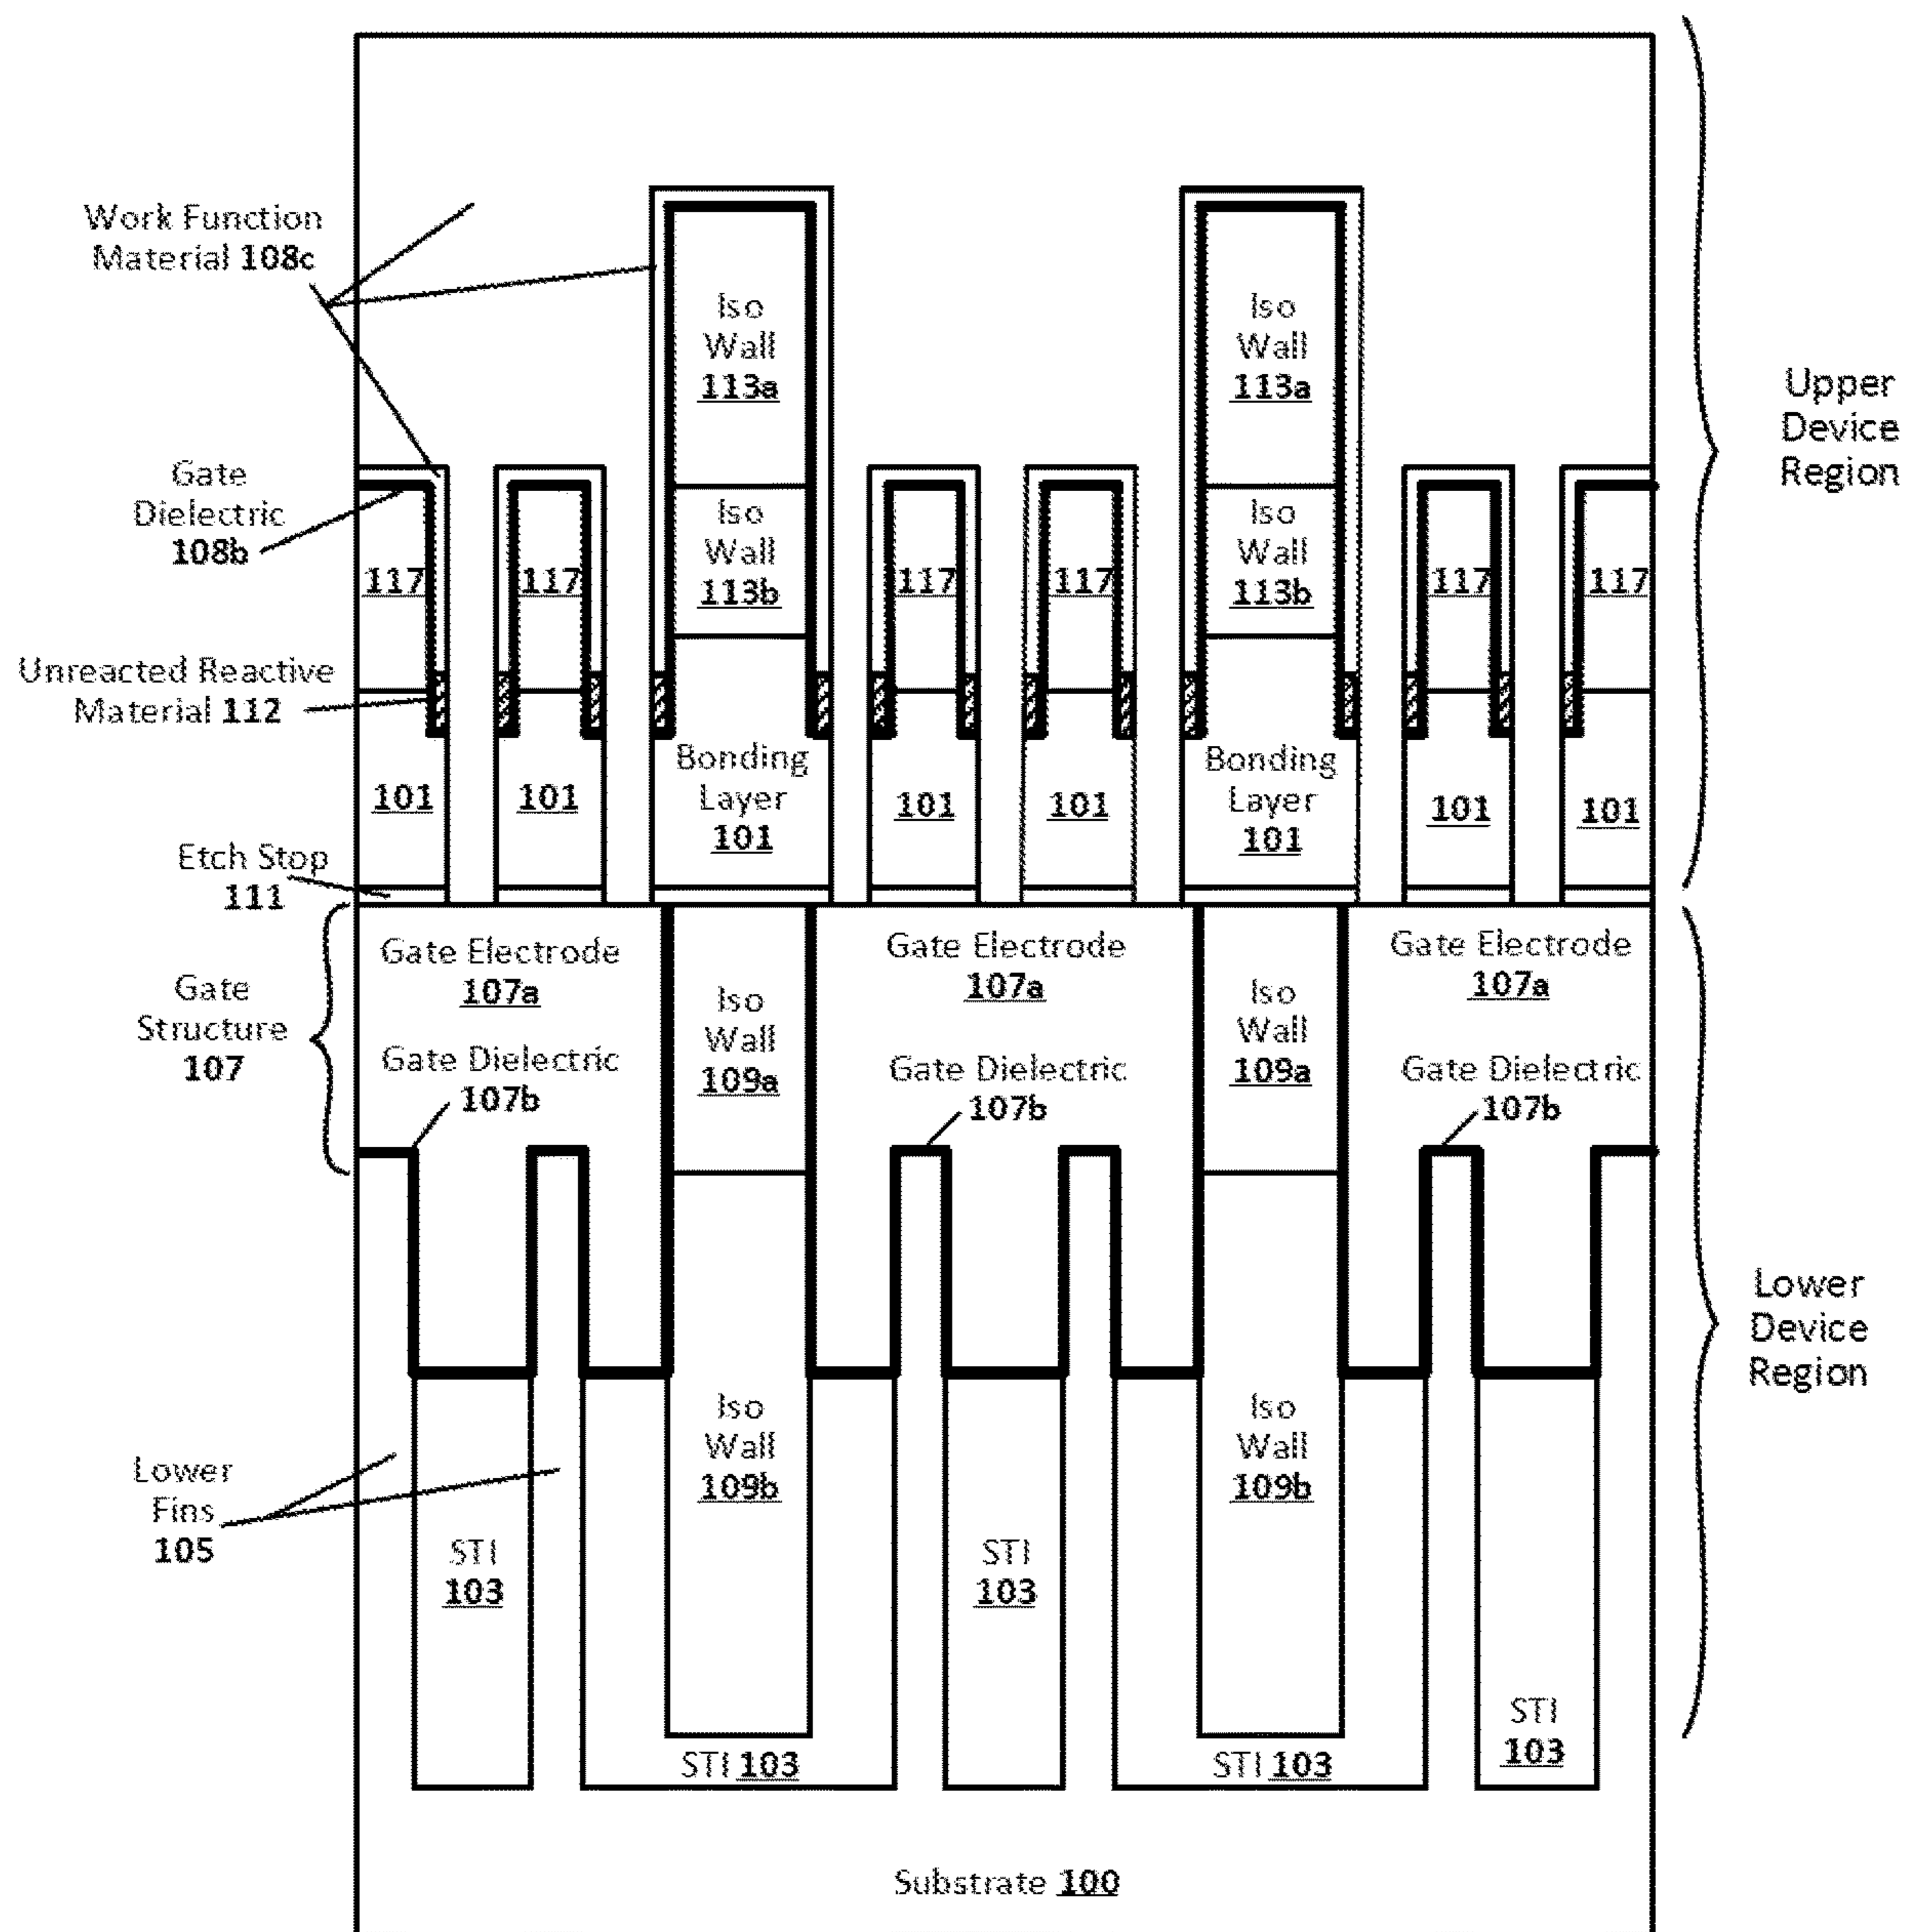 Work Function
Material 108c
Iso
Wall
113a
Iso
Wall
113a
Upper
Device
Region
Gate
Dielectric
108b
Iso
Wall
113b
Iso
Wall
113b
117
117
117
117
117
117
Unreacted Reactive
Material 112
Bonding
Layer
101
Bonding
Layer
101
101
101
101
101
101
101
Etch Stop
111
Gate Electrode
107a
Gate Electrode
107a
Gate Electrode
107a
Gate
Structure
107
Iso
Wall
109a
Iso
Wall
109a
Gate Dielectric
107b
Gate Dielectric
107b
Gate Dielectric
107b
Lower
Device
Region
Iso
Wall
109b
Iso
Wall
109b
Lower
Fins
105
STI
103
STI
103
STI
103
STI 103
STI 103
Substrate 100